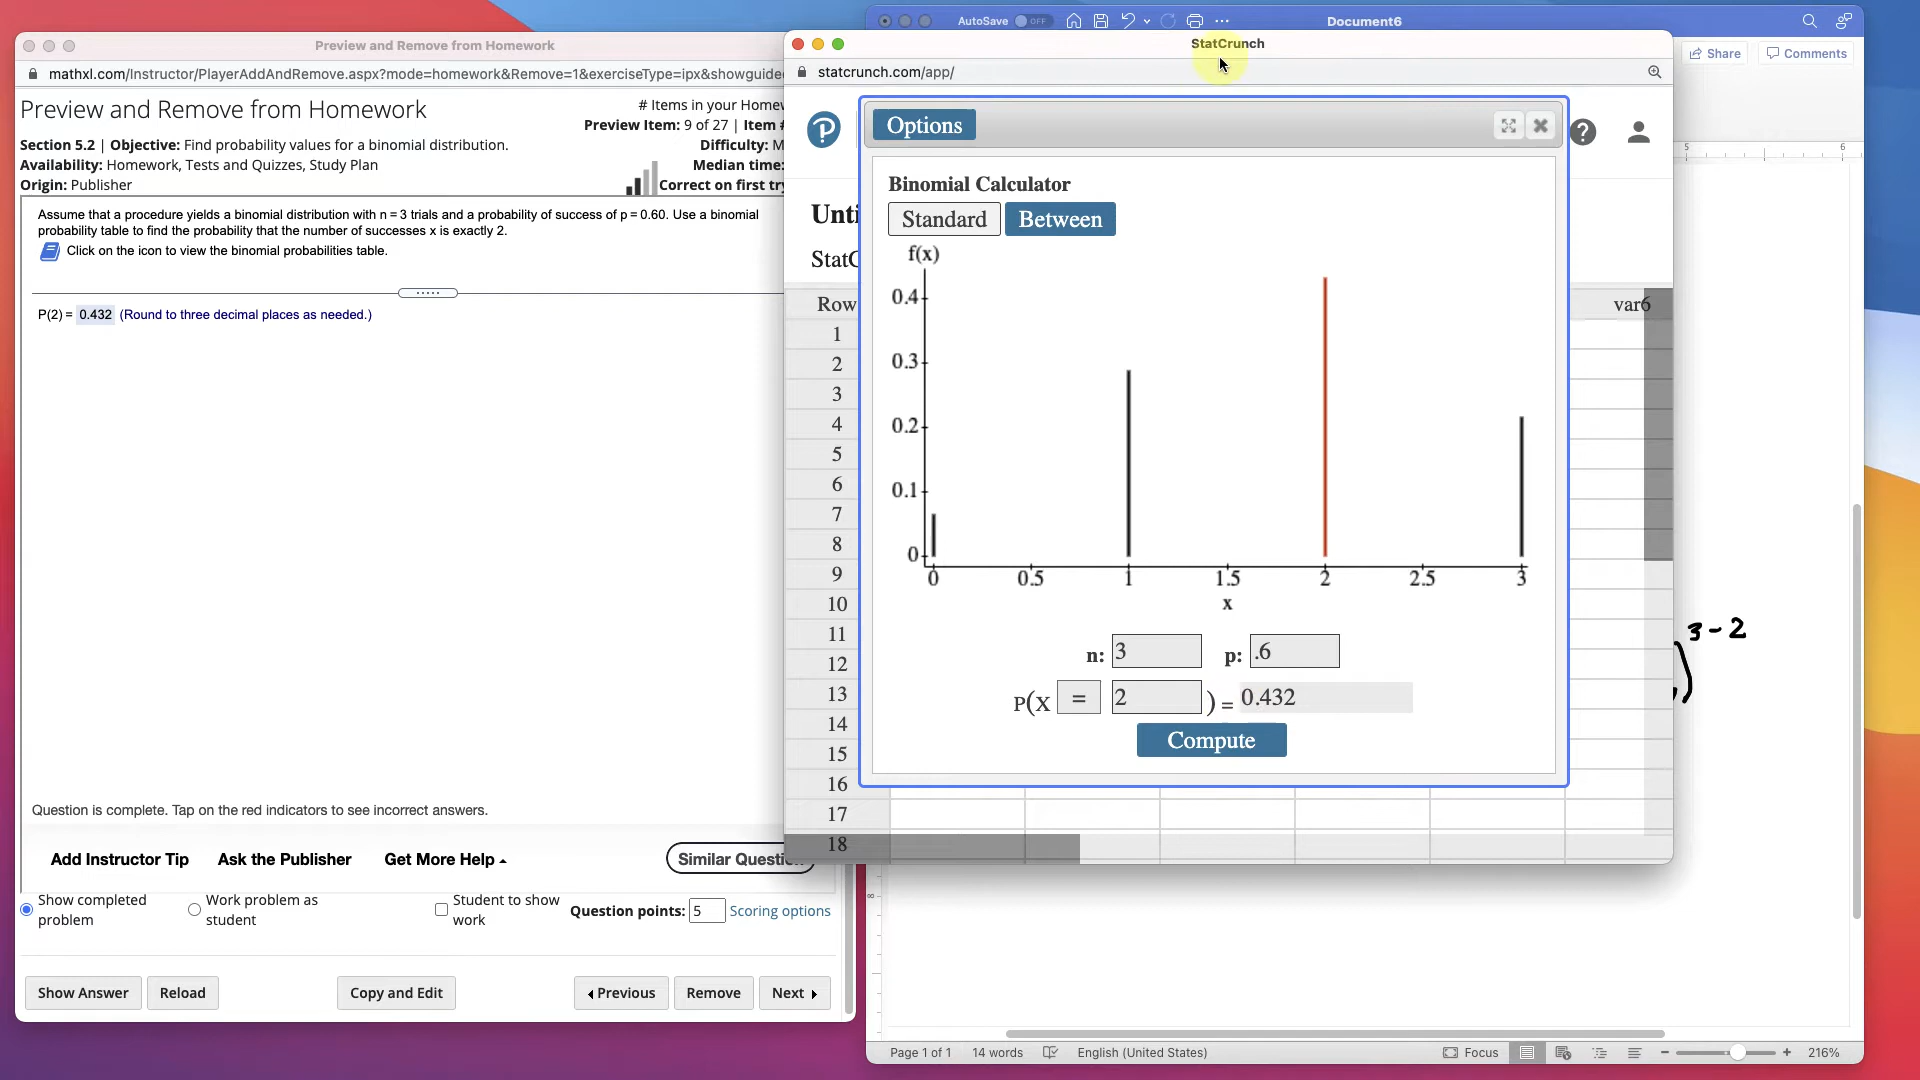 Preview and Remove from Homework
mathxl.com/Instructor/PlayerAddAndRemove.aspx?mode=homework&Remove=1&exerciseType=ipx&showguide
Preview and Remove from Homework
# Items in your Home
Preview Item: 9 of 27 | Item
Section 5.2 | Objective: Find probability values for a binomial distribution.
Difficulty: M
Availability: Homework, Tests and Quizzes, Study Plan
Median time:
Origin: Publisher
Correct on first try
Assume that a procedure yields a binomial distribution with n = 3 trials and a probability of success of p = 0.60. Use a binomial
probability table to find the probability that the number of successes x is exactly 2.
Click on the icon to view the binomial probabilities table.
P(2) = 0.432 (Round to three decimal places as needed.)
Question is complete. Tap on the red indicators to see incorrect answers.
Add Instructor Tip Ask the Publisher Get More Help
Similar Questio
Show completed problem
Work problem as student
Student to show work
Question points: 5 Scoring options
Show Answer Reload Copy and Edit Previous Remove Next
AutoSave OFF
Document6
Share Comments
StatCrunch
statcrunch.com/app/
Options
Unti
StatC
Row
var6
1
2
3
4
5
6
7
8
9
10
11
12
13
14
15
16
17
18
Binomial Calculator
Standard Between
f(x)
0.4
0.3
0.2
0.1
0
0 0.5 1 1.5 2 2.5 3
x
n: 3 p: .6
P(X = 2 ) = 0.432
Compute
5 6
) 3-2
Page 1 of 1 14 words English (United States) Focus 216%